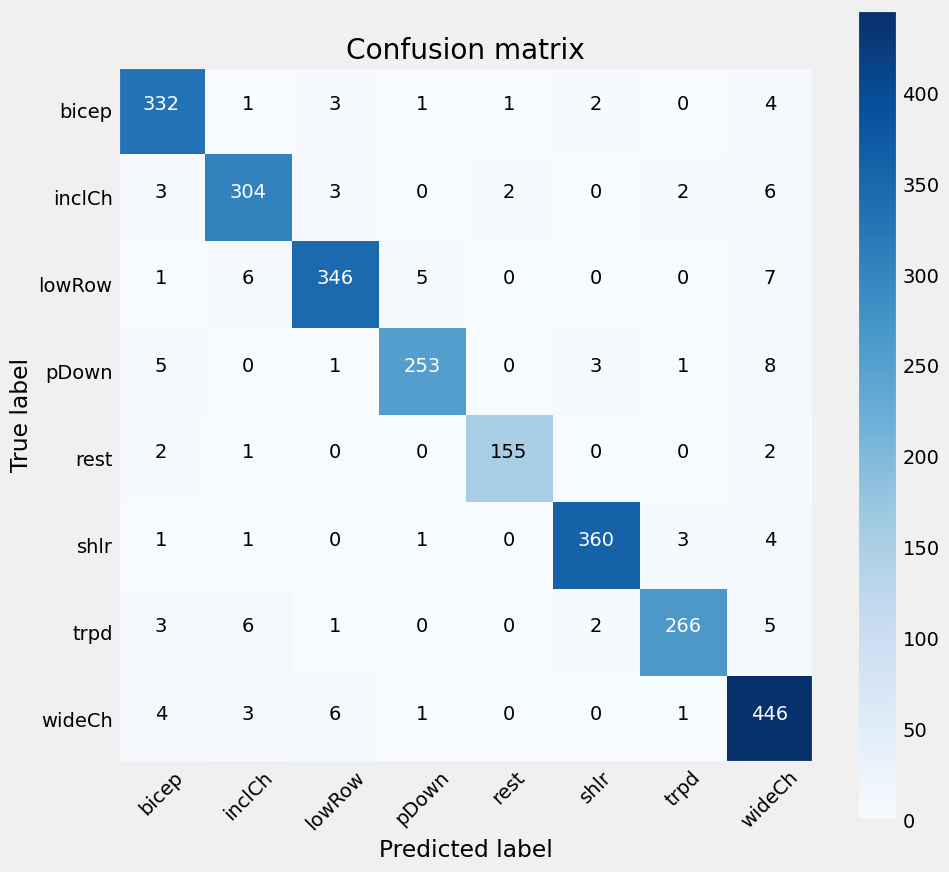 Confusion matrix
bicep 332 1 3 1 1 2 0 4
inclCh 3 304 3 0 2 0 2 6
lowRow 1 6 346 5 0 0 0 7
pDown 5 0 1 253 0 3 1 8
rest 2 1 0 0 155 0 0 2
shlr 1 1 0 1 0 360 3 4
trpd 3 6 1 0 0 2 266 5
wideCh 4 3 6 1 0 0 1 446
bicep inclCh lowRow pDown rest shlr trpd wideCh
Predicted label
True label
400
350
300
250
200
150
100
50
0